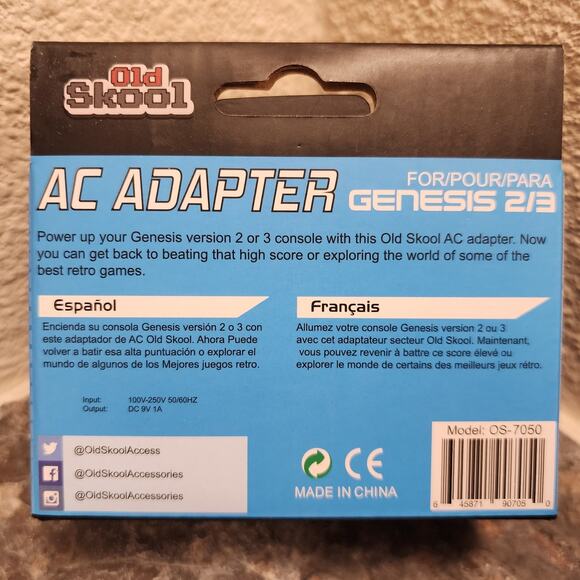 Old
Skool
AC ADAPTER
FOR/POUR/PARA
GENESIS 2/3
Power up your Genesis version 2 or 3 console with this Old Skool AC adapter. Now
you can get back to beating that high score or exploring the world of some of the
best retro games.
Español
Encienda su consola Genesis versión 2 o 3 con
este adaptador de AC Old Skool. Ahora Puede
volver a batir esa alta puntuación o explorar el
mundo de algunos de los Mejores juegos retro.
Français
Allumez votre console Genesis version 2 ou 3
avec cet adaptateur secteur Old Skool. Maintenant,
vous pouvez revenir à battre ce score élevé ou
explorer le monde de certains des meilleurs jeux rétro.
Input: 100V-250V 50/60HZ
Output: DC 9V 1A
@OldSkoolAccess
@OldSkoolAccessories
@OldSkoolAccessories
CE
MADE IN CHINA
Model: OS-7050
6 45871 90705 0